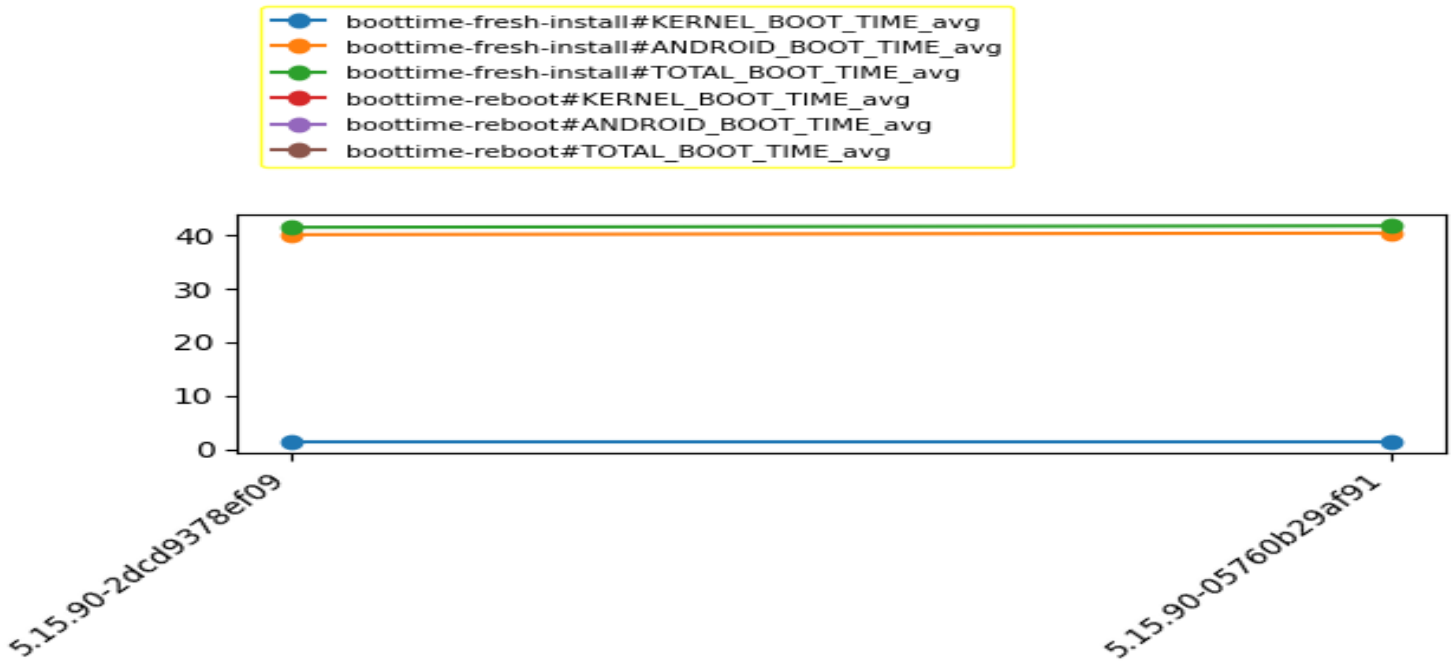 boottime-fresh-install#KERNEL_BOOT_TIME_avg
boottime-fresh-install#ANDROID_BOOT_TIME_avg
boottime-fresh-install#TOTAL_BOOT_TIME_avg
boottime-reboot#KERNEL_BOOT_TIME_avg
boottime-reboot#ANDROID_BOOT_TIME_avg
boottime-reboot#TOTAL_BOOT_TIME_avg
40
30
20
10
0
5.15.90-2dcd9378ef09
5.15.90-05760b29af91